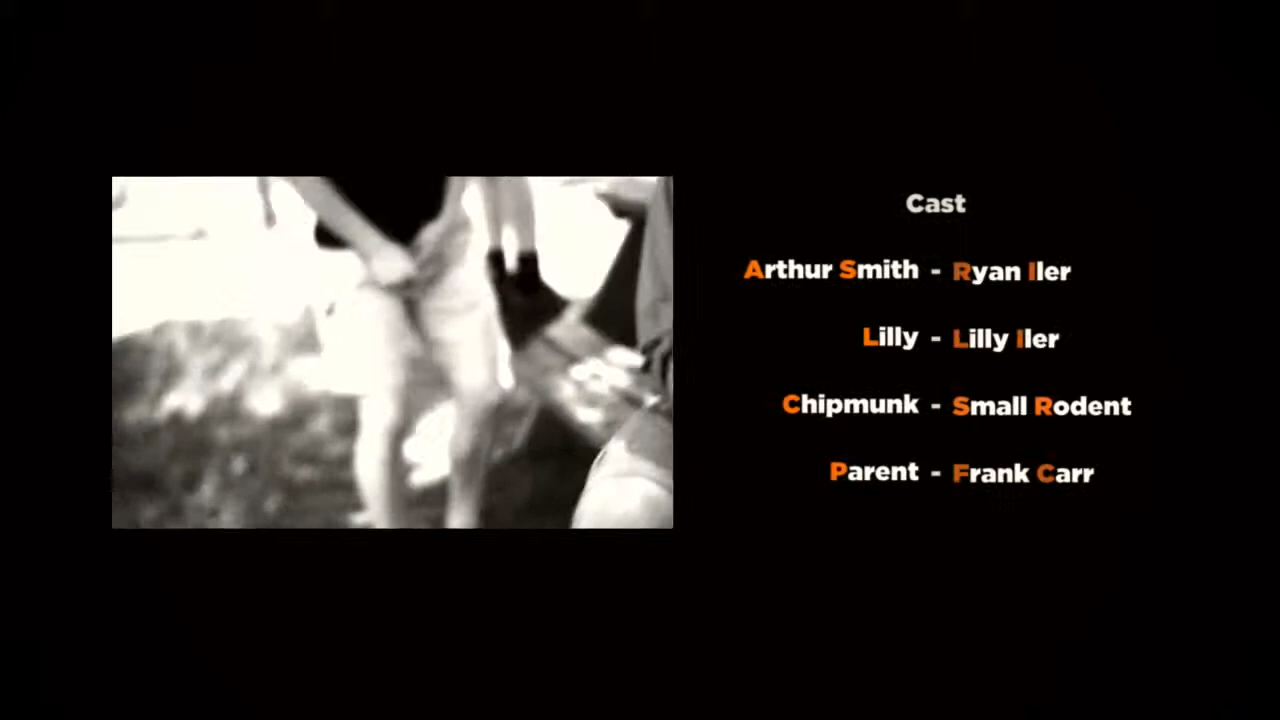 Cast
Arthur Smith - Ryan Iler
Lilly - Lilly Iler
Chipmunk - Small Rodent
Parent - Frank Carr